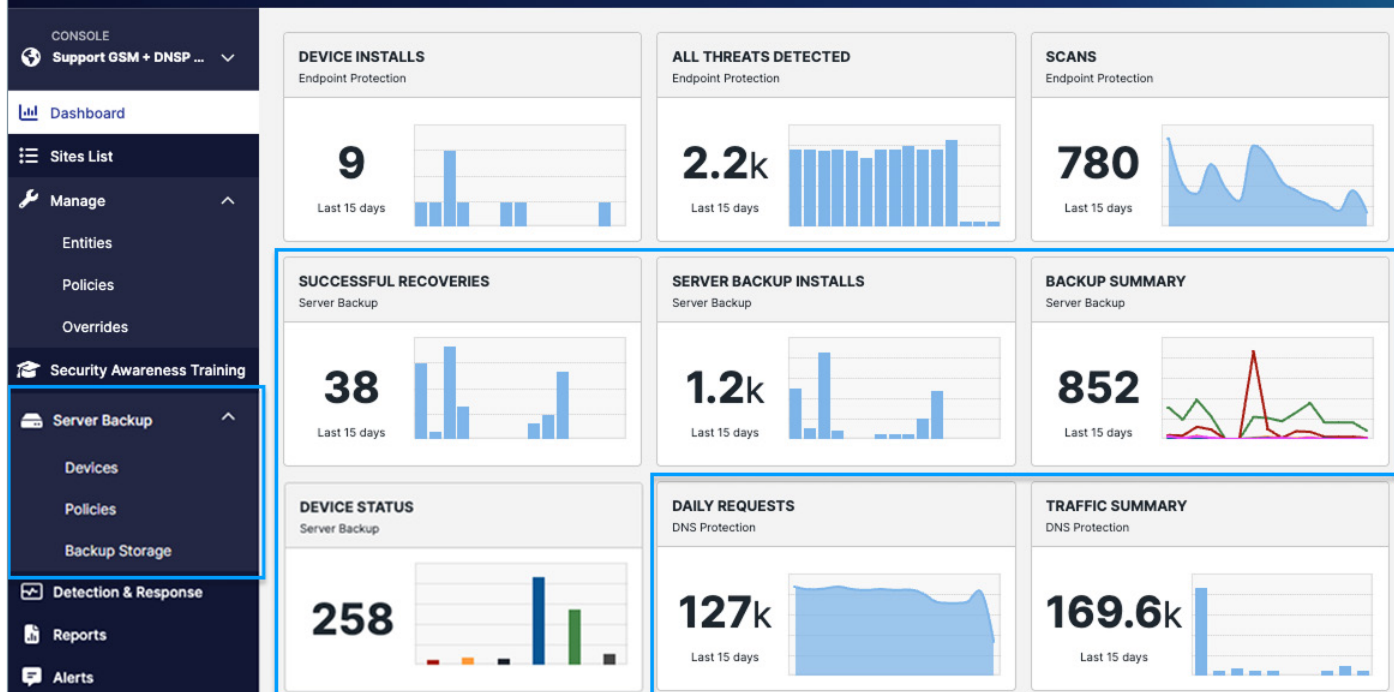 CONSOLE
Support GSM + DNSP ...
Dashboard
Sites List
Manage
Entities
Policies
Overrides
Security Awareness Training
Server Backup
Devices
Policies
Backup Storage
Detection & Response
Reports
Alerts
DEVICE INSTALLS
Endpoint Protection
9
Last 15 days
ALL THREATS DETECTED
Endpoint Protection
2.2k
Last 15 days
SCANS
Endpoint Protection
780
Last 15 days
SUCCESSFUL RECOVERIES
Server Backup
38
Last 15 days
SERVER BACKUP INSTALLS
Server Backup
1.2k
Last 15 days
BACKUP SUMMARY
Server Backup
852
Last 15 days
DEVICE STATUS
Server Backup
258
DAILY REQUESTS
DNS Protection
127k
Last 15 days
TRAFFIC SUMMARY
DNS Protection
169.6k
Last 15 days